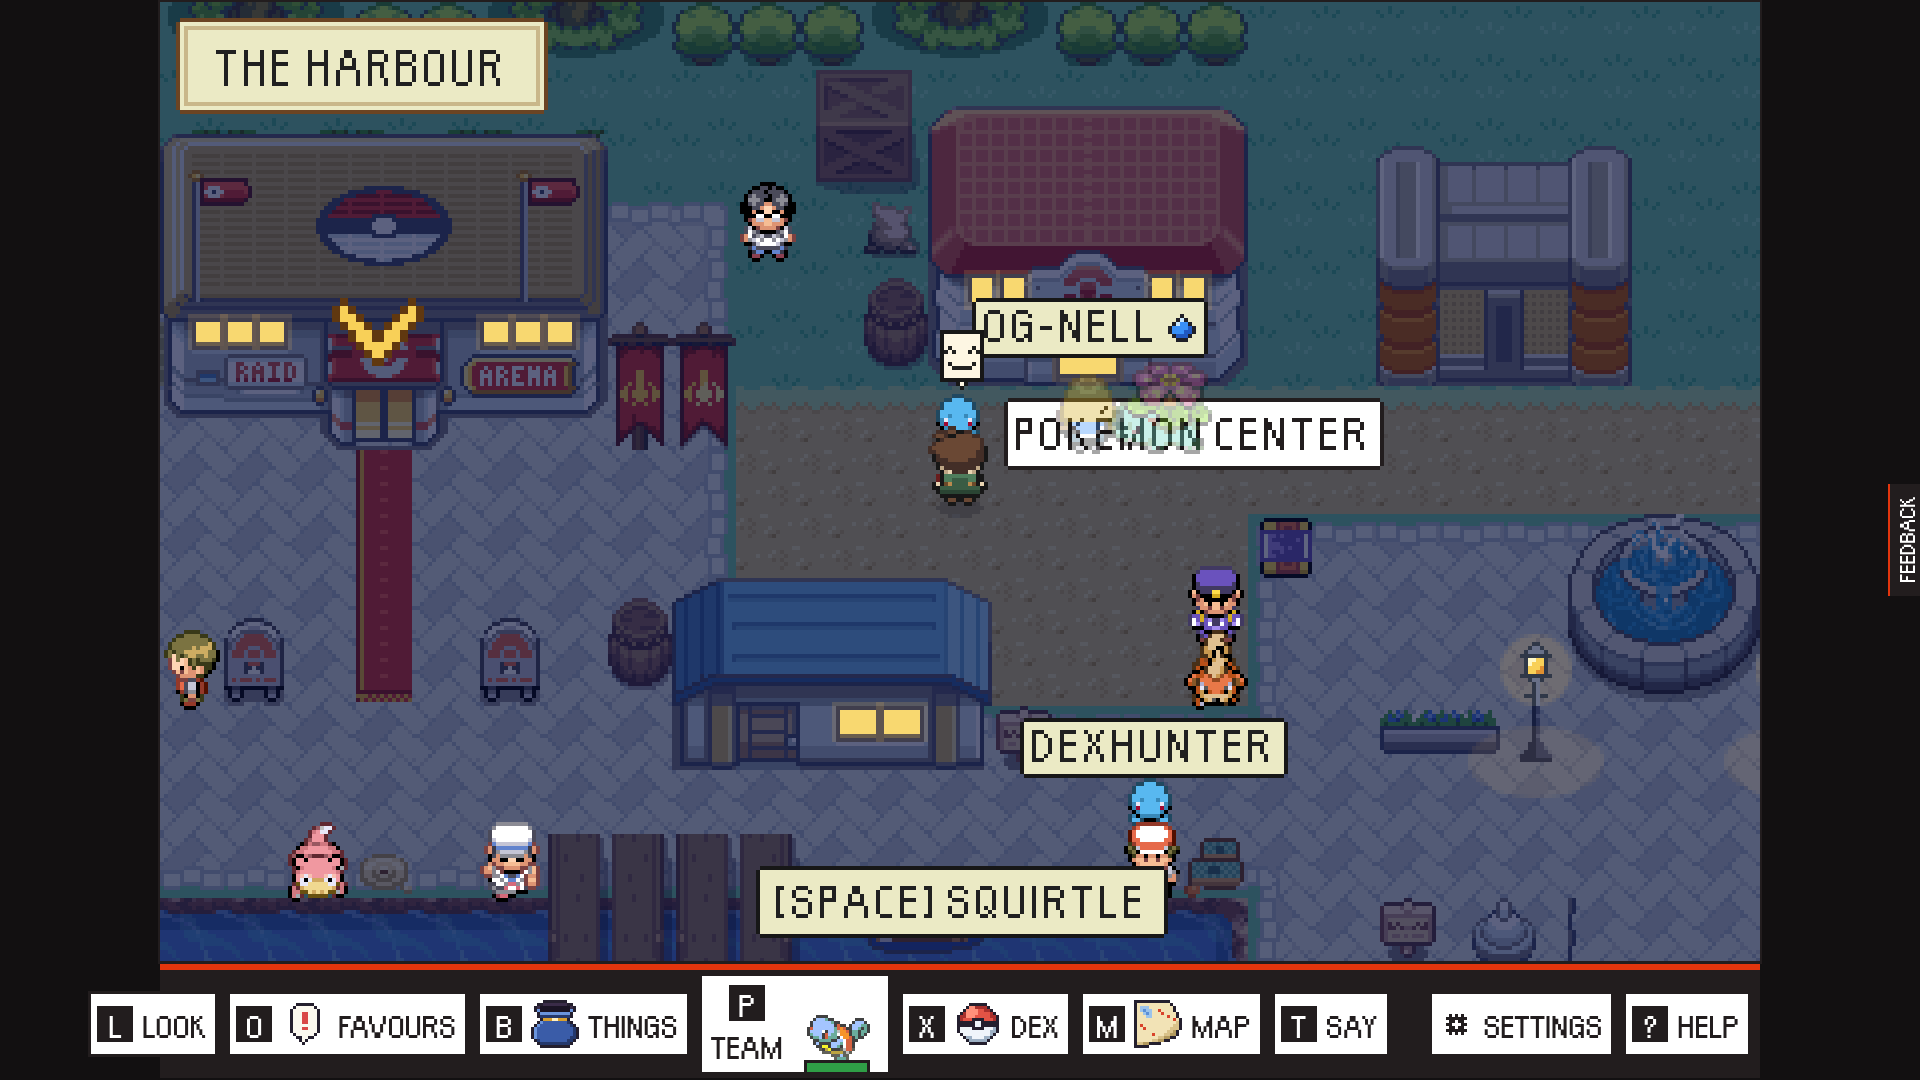 THE HARBOUR
RAID
ARENA
OG-NELL
POKÉMON CENTER
DEXHUNTER
[SPACE] SQUIRTLE
FEEDBACK
L LOOK
O FAVOURS
B THINGS
P TEAM
X DEX
M MAP
T SAY
# SETTINGS
? HELP